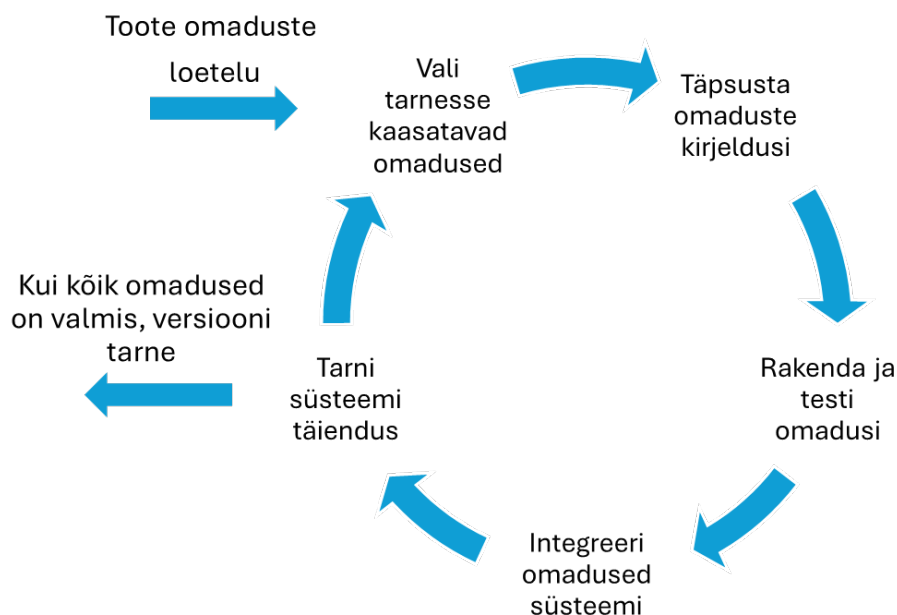 Toote omaduste
loetelu
Vali
tarnesse
kaasatavad
omadused
Täpsusta
omaduste
kirjeldusi
Rakenda ja
testi
omadusi
Integreeri
omadused
süsteemi
Tarni
süsteemi
täiendus
Kui kõik omadused
on valmis, versiooni
tarne